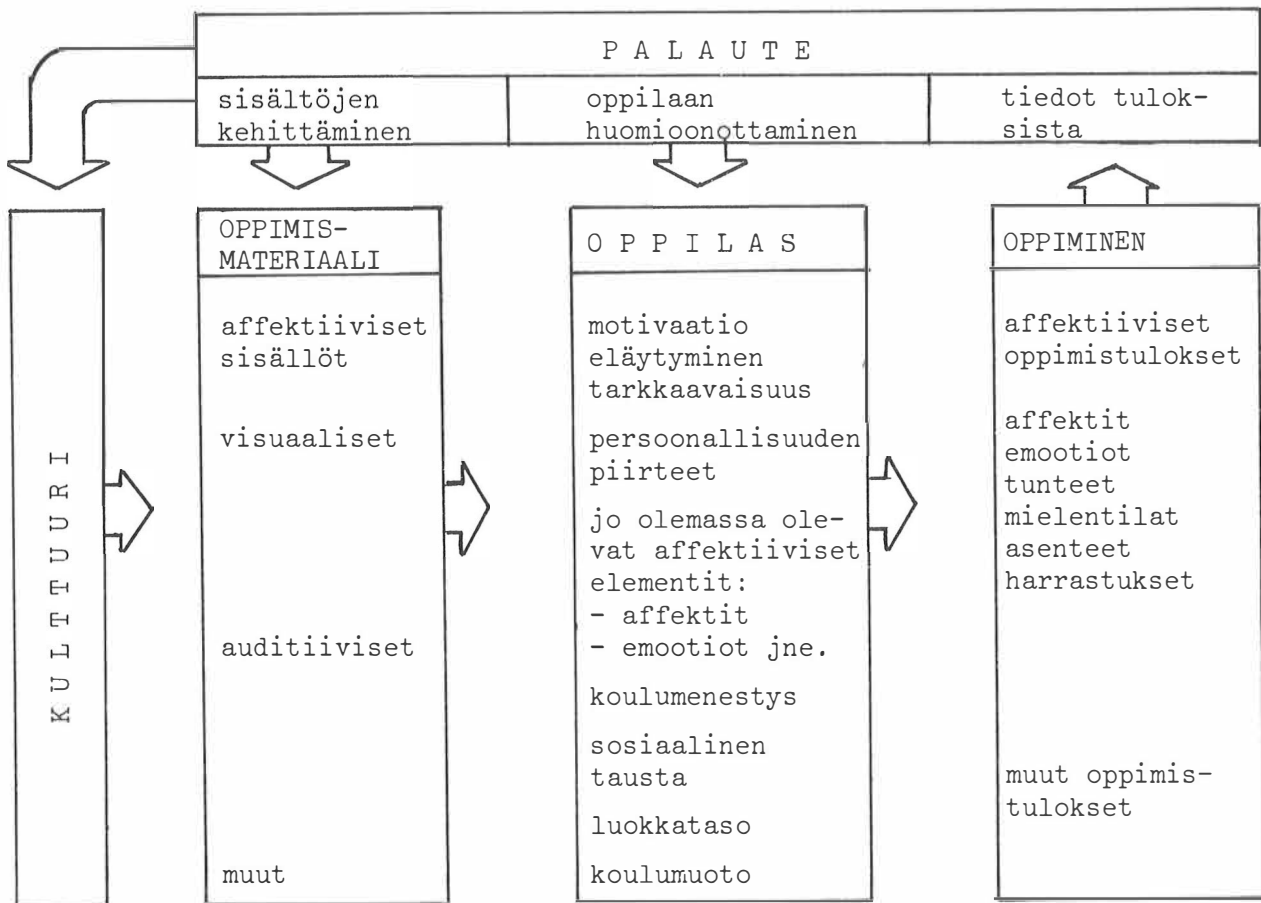 P A L A U T E
sisältöjen
kehittäminen
oppilaan
huomioonottaminen
tiedot tulok-
sista
K U L T T U U R I
OPPIMIS-
MATERIAALI
affektiiviset
sisällöt
visuaaliset
auditiiviset
muut
O P P I L A S
motivaatio
eläytyminen
tarkkaavaisuus
persoonallisuuden
piirteet
jo olemassa ole-
vat affektiiviset
elementit:
- affektit
- emootiot jne.
koulumenestys
sosiaalinen
tausta
luokkataso
koulumuoto
OPPIMINEN
affektiiviset
oppimistulokset
affektit
emootiot
tunteet
mielentilat
asenteet
harrastukset
muut oppimis-
tulokset